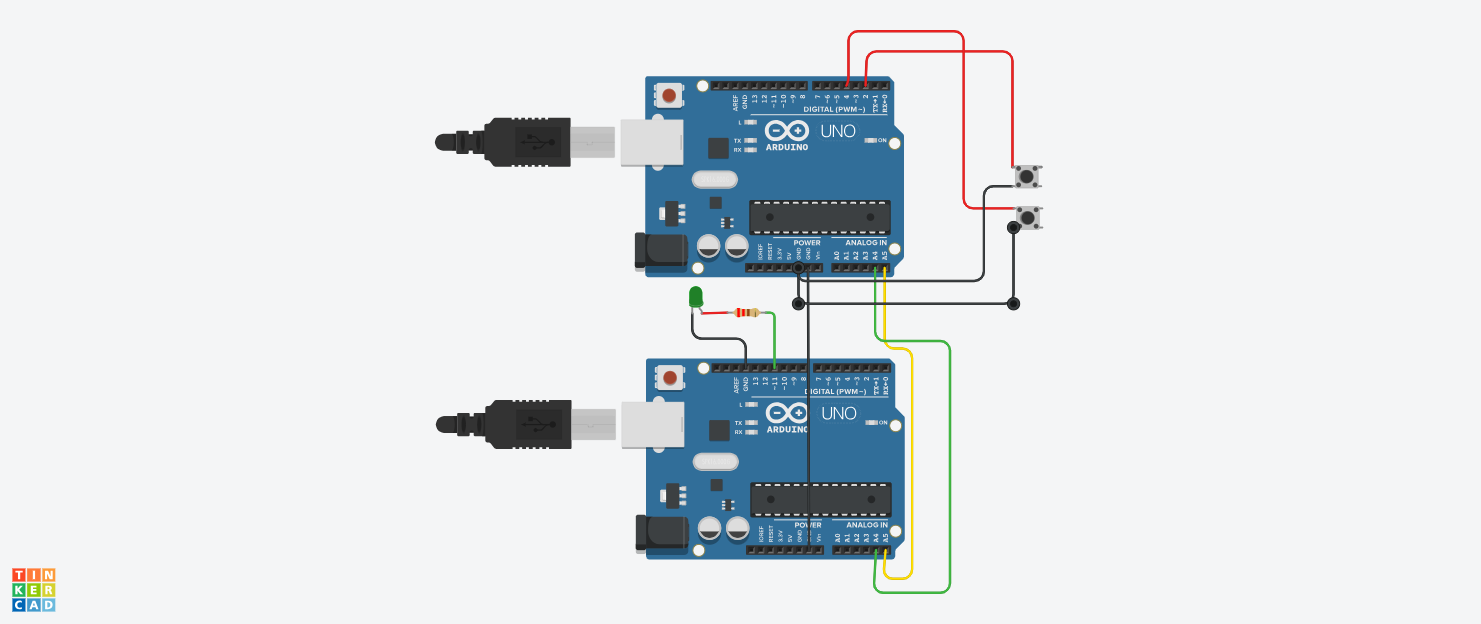 AREF
GND
13
12
~11
~10
~9
8
7
~6
~5
4
~3
2
TX→1
RX←0
DIGITAL (PWM~)
L
TX
RX
ARDUINO
UNO
ON
POWER
ANALOG IN
IOREF
RESET
3.3V
5V
GND
GND
Vin
A0
A1
A2
A3
A4
A5
AREF
GND
13
12
~11
~10
~9
8
7
~6
~5
4
~3
2
TX→1
RX←0
DIGITAL (PWM~)
L
TX
RX
ARDUINO
UNO
ON
POWER
ANALOG IN
IOREF
RESET
3.3V
5V
GND
Vin
A0
A1
A2
A3
A4
A5
TIN
KER
CAD